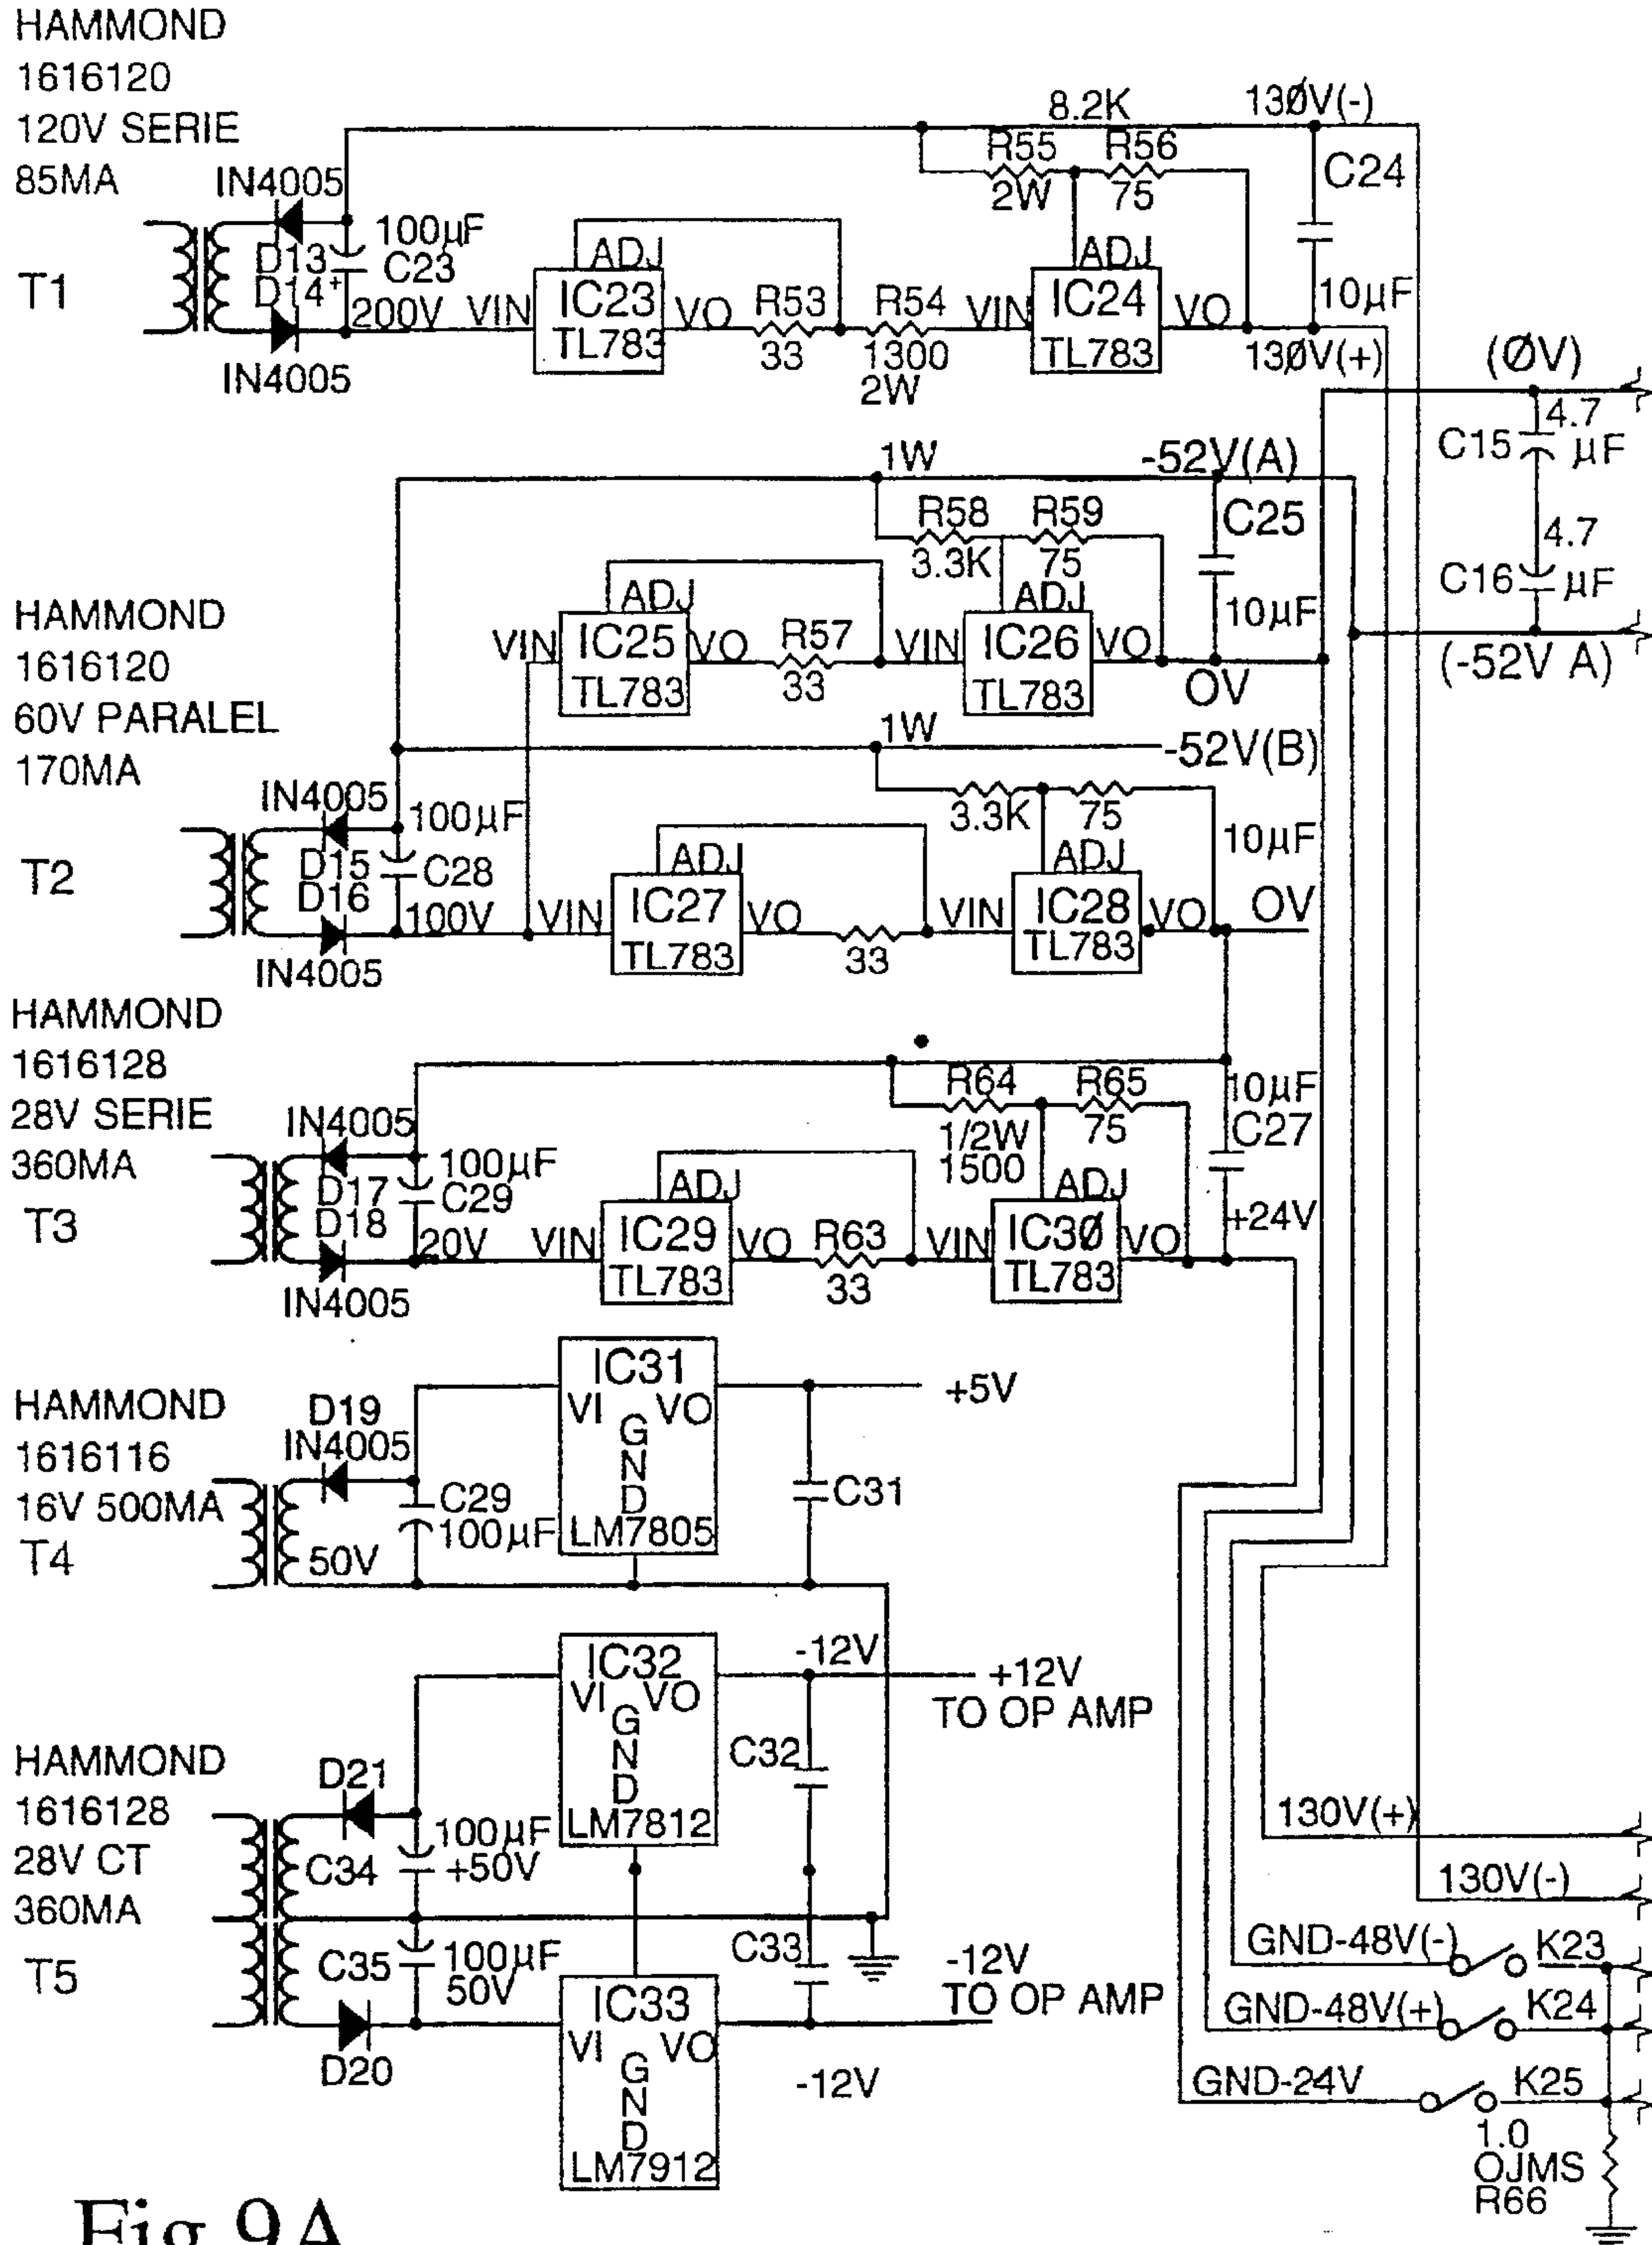 HAMMOND
1616120
120V SERIE
85MA
T1
IN4005
D13
D14+
IN4005
100µF
C23
200V
VIN
ADJ
IC23
TL783
VO
R53
33
R54
1300
2W
VIN
8.2K
R55
2W
R56
75
ADJ
IC24
TL783
VO
13ØV(-)
C24
10µF
13ØV(+)
(ØV)
C15
4.7
µF
C16
4.7
µF
(-52V A)
HAMMOND
1616120
60V PARALEL
170MA
T2
IN4005
D15
D16
IN4005
100µF
C28
100V
VIN
ADJ
IC25
TL783
VO
R57
33
VIN
1W
R58
3.3K
R59
75
ADJ
IC26
TL783
VO
-52V(A)
C25
10µF
OV
1W
-52V(B)
3.3K
75
10µF
VIN
ADJ
IC27
TL783
VO
33
VIN
ADJ
IC28
TL783
VO
OV
HAMMOND
1616128
28V SERIE
360MA
T3
IN4005
D17
D18
IN4005
100µF
C29
20V
VIN
ADJ
IC29
TL783
VO
R63
33
VIN
R64
1/2W
1500
R65
75
ADJ
IC3Ø
TL783
VO
10µF
C27
+24V
HAMMOND
1616116
16V 500MA
T4
D19
IN4005
C29
100µF
50V
IC31
VI VO
GND
LM7805
+5V
C31
HAMMOND
1616128
28V CT
360MA
T5
D21
C34
100µF
+50V
C35
100µF
50V
D20
IC32
VI VO
GND
LM7812
-12V
+12V
TO OP AMP
C32
C33
IC33
VI VO
GND
LM7912
-12V
TO OP AMP
-12V
130V(+)
130V(-)
GND-48V(-)
K23
GND-48V(+)
K24
GND-24V
K25
1.0
OJMS
R66
Fig 9A